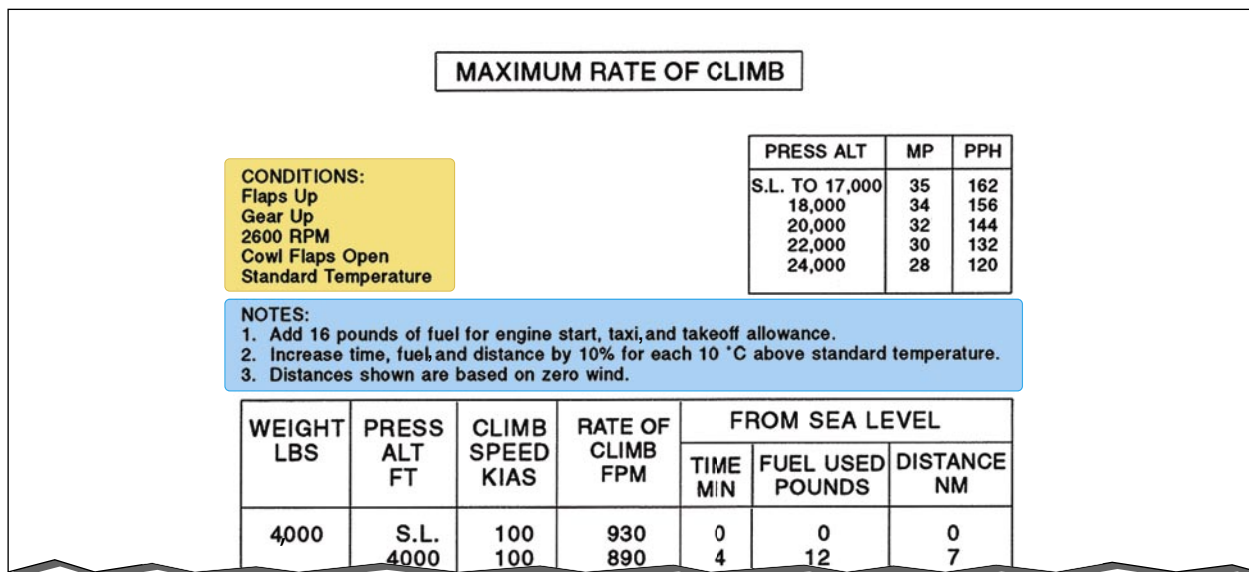 MAXIMUM RATE OF CLIMB
PRESS ALT MP PPH
S.L. TO 17,000 35 162
18,000 34 156
20,000 32 144
22,000 30 132
24,000 28 120
CONDITIONS:
Flaps Up
Gear Up
2600 RPM
Cowl Flaps Open
Standard Temperature
NOTES:
1. Add 16 pounds of fuel for engine start, taxi, and takeoff allowance.
2. Increase time, fuel, and distance by 10% for each 10 °C above standard temperature.
3. Distances shown are based on zero wind.
WEIGHT LBS
PRESS ALT FT
CLIMB SPEED KIAS
RATE OF CLIMB FPM
FROM SEA LEVEL
TIME MIN
FUEL USED POUNDS
DISTANCE NM
4,000 S.L. 100 930 0 0 0
4000 100 890 4 12 7